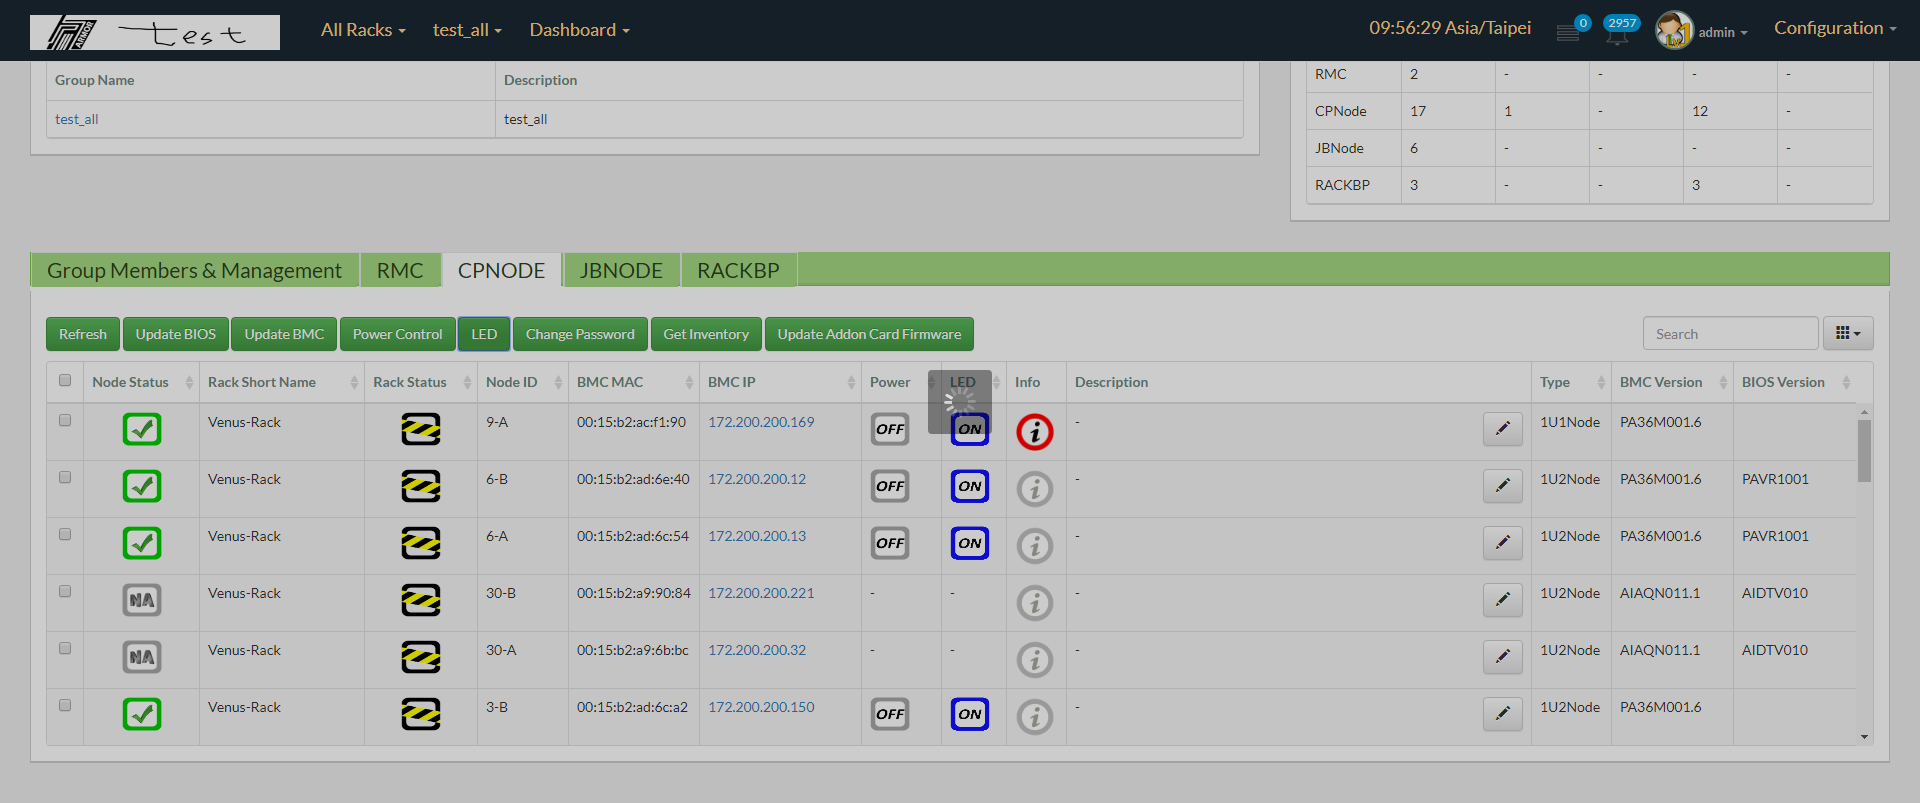 ARMOR test All Racks test_all Dashboard 09:56:29 Asia/Taipei 0 2957 admin Configuration
Group Name Description
test_all test_all
RMC 2 - - - -
CPNode 17 1 - 12 -
JBNode 6 - - - -
RACKBP 3 - - 3 -
Group Members & Management RMC CPNODE JBNODE RACKBP
Refresh Update BIOS Update BMC Power Control LED Change Password Get Inventory Update Addon Card Firmware Search
Node Status Rack Short Name Rack Status Node ID BMC MAC BMC IP Power LED Info Description Type BMC Version BIOS Version
Venus-Rack 9-A 00:15:b2:ac:f1:90 172.200.200.169 OFF ON i - 1U1Node PA36M001.6
Venus-Rack 6-B 00:15:b2:ad:6e:40 172.200.200.12 OFF ON i - 1U2Node PA36M001.6 PAVR1001
Venus-Rack 6-A 00:15:b2:ad:6c:54 172.200.200.13 OFF ON i - 1U2Node PA36M001.6 PAVR1001
NA Venus-Rack 30-B 00:15:b2:a9:90:84 172.200.200.221 - - i - 1U2Node AIAQN011.1 AIDTV010
NA Venus-Rack 30-A 00:15:b2:a9:6b:bc 172.200.200.32 - - i - 1U2Node AIAQN011.1 AIDTV010
Venus-Rack 3-B 00:15:b2:ad:6c:a2 172.200.200.150 OFF ON i - 1U2Node PA36M001.6